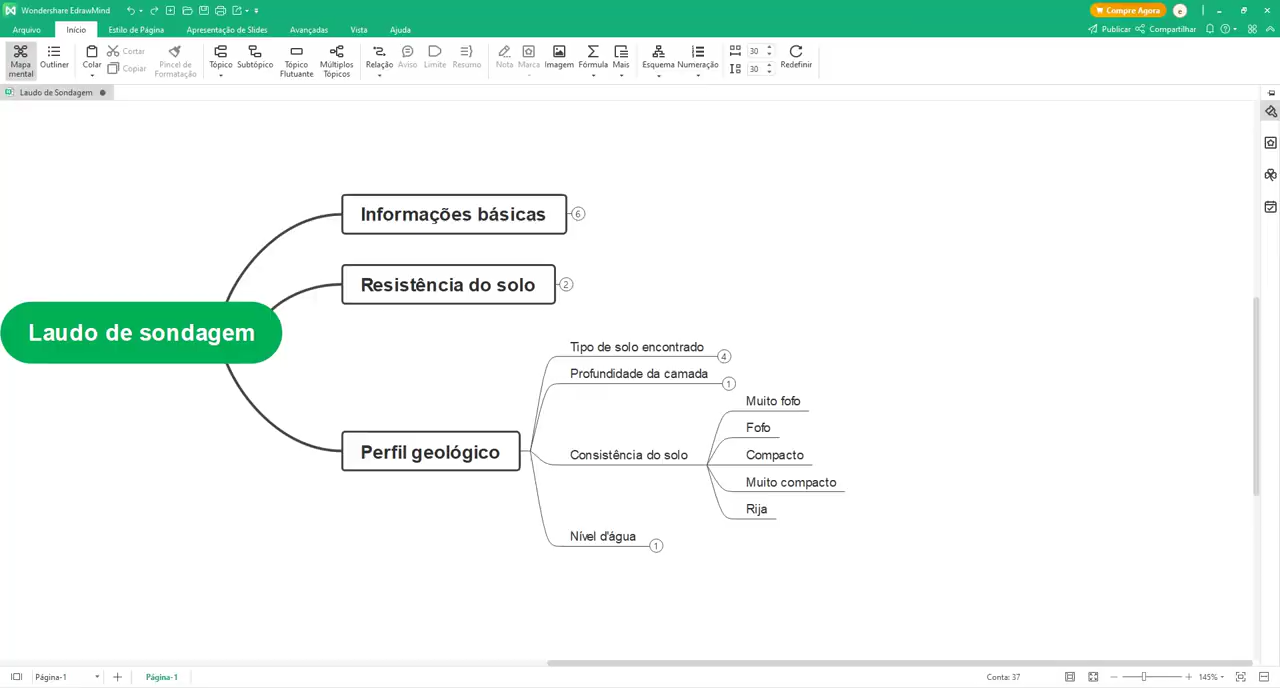 Wondershare EdrawMind
Compre Agora
e
Arquivo Início Estilo de Página Apresentação de Slides Avançadas Vista Ajuda
Publicar Compartilhar
Mapa mental
Outliner
Colar
Cortar
Copiar
Pincel de Formatação
Tópico
Subtópico
Tópico Flutuante
Múltiplos Tópicos
Relação
Aviso
Limite
Resumo
Nota
Marca
Imagem
Fórmula
Mais
Esquema
Numeração
30
30
Redefinir
Laudo de Sondagem
Informações básicas 6
Resistência do solo 2
Laudo de sondagem
Perfil geológico
Tipo de solo encontrado 4
Profundidade da camada 1
Consistência do solo
Muito fofo
Fofo
Compacto
Muito compacto
Rija
Nível d'água 1
Página-1
Página-1
Conta: 37
145%